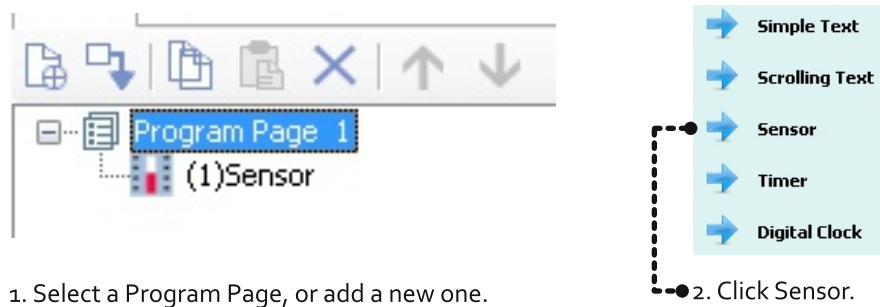 Program Page 1
(1)Sensor
1. Select a Program Page, or add a new one.
Simple Text
Scrolling Text
Sensor
Timer
Digital Clock
2. Click Sensor.